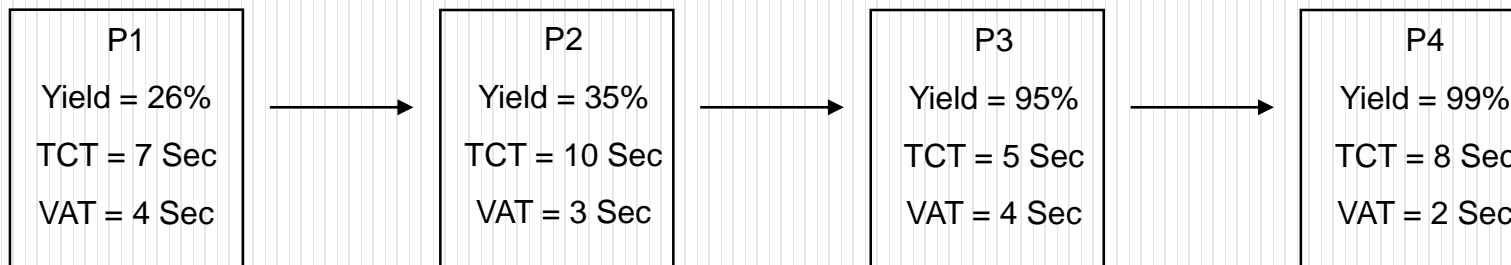 P1
Yield = 26%
TCT = 7 Sec
VAT = 4 Sec
P2
Yield = 35%
TCT = 10 Sec
VAT = 3 Sec
P3
Yield = 95%
TCT = 5 Sec
VAT = 4 Sec
P4
Yield = 99%
TCT = 8 Sec
VAT = 2 Sec